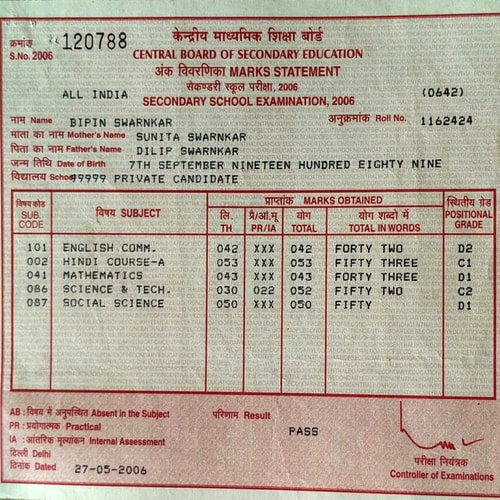 केन्द्रीय माध्यमिक शिक्षा बोर्ड
क्रमांक
S.No. 2006 120788
CENTRAL BOARD OF SECONDARY EDUCATION
अंक विवरणिका MARKS STATEMENT
सेकण्डरी स्कूल परीक्षा, 2006
ALL INDIA (0642)
SECONDARY SCHOOL EXAMINATION, 2006
नाम Name BIPIN SWARNKAR अनुक्रमांक Roll No. 1162424
माता का नाम Mother's Name SUNITA SWARNKAR
पिता का नाम Father's Name DILIP SWARNKAR
जन्म तिथि Date of Birth 7TH SEPTEMBER NINETEEN HUNDRED EIGHTY NINE
विद्यालय School 99999 PRIVATE CANDIDATE
विषय कोड SUB. CODE विषय SUBJECT प्राप्तांक MARKS OBTAINED स्थितीय ग्रेड POSITIONAL GRADE
लि. TH प्रै/आं.मू PR/IA योग TOTAL योग शब्दो में TOTAL IN WORDS
101 ENGLISH COMM. 042 XXX 042 FORTY TWO D2
002 HINDI COURSE-A 053 XXX 053 FIFTY THREE C1
041 MATHEMATICS 043 XXX 043 FORTY THREE D1
086 SCIENCE & TECH. 030 022 052 FIFTY TWO C2
087 SOCIAL SCIENCE 050 XXX 050 FIFTY D1
AB : विषय में अनुपस्थित Absent in the Subject परिणाम Result
PR : प्रयोगात्मक Practical PASS
IA : आंतरिक मूल्यांकन Internal Assessment
दिल्ली Delhi
दिनांक Dated 27-05-2006 परीक्षा नियंत्रक
Controller of Examinations